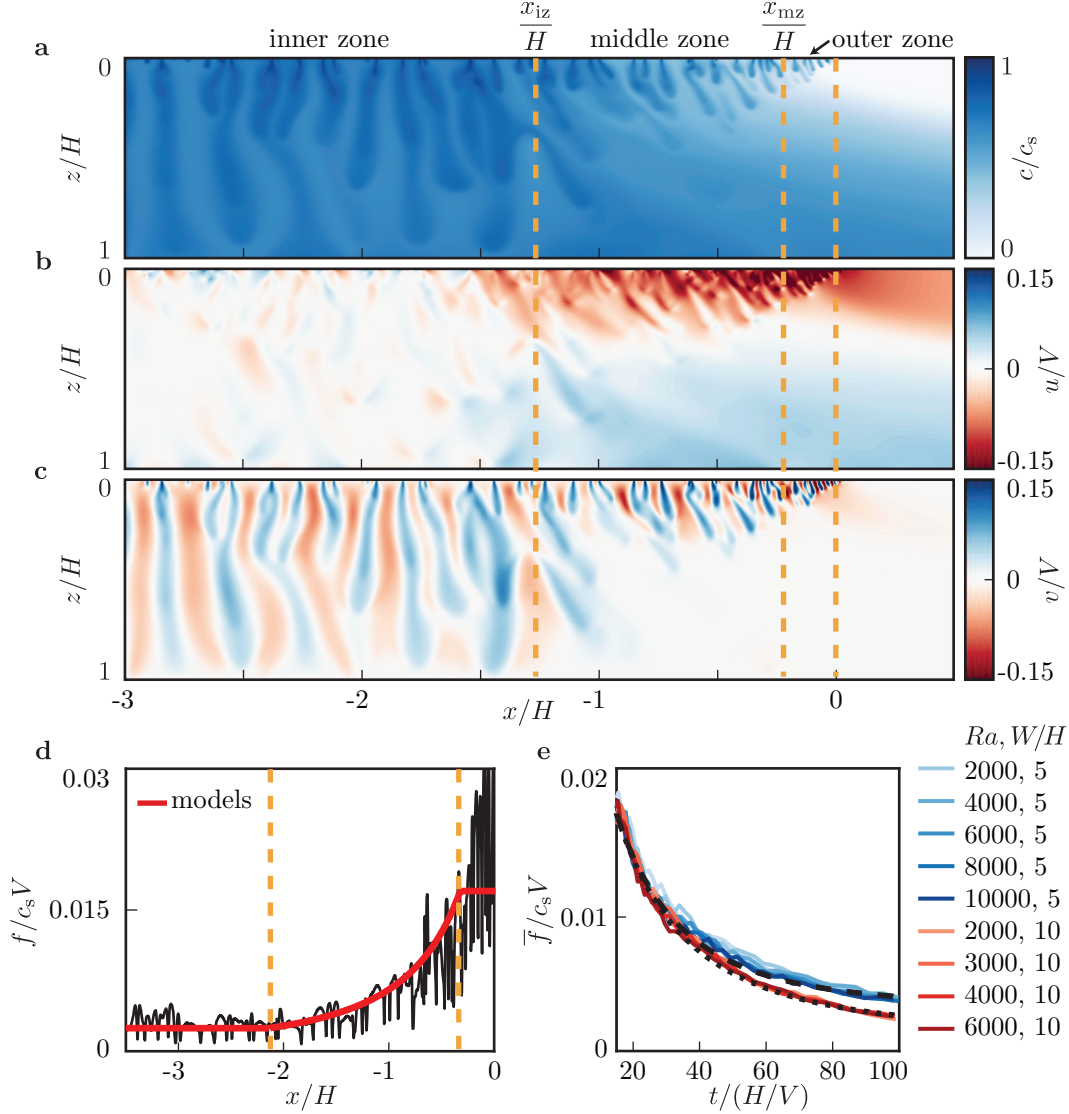 x_iz/H
x_mz/H
a
inner zone
middle zone
outer zone
0
z/H
1
1
c/c_s
0
b
0
z/H
1
0.15
0
u/V
-0.15
c
0
z/H
1
0.15
0
v/V
-0.15
-3
-2
-1
0
x/H
d
0.03
models
f/c_s V
0.015
0
-3
-2
-1
0
x/H
e
0.02
f̅/c_s V
0.01
0
20
40
60
80
100
t/(H/V)
Ra, W/H
2000, 5
4000, 5
6000, 5
8000, 5
10000, 5
2000, 10
3000, 10
4000, 10
6000, 10